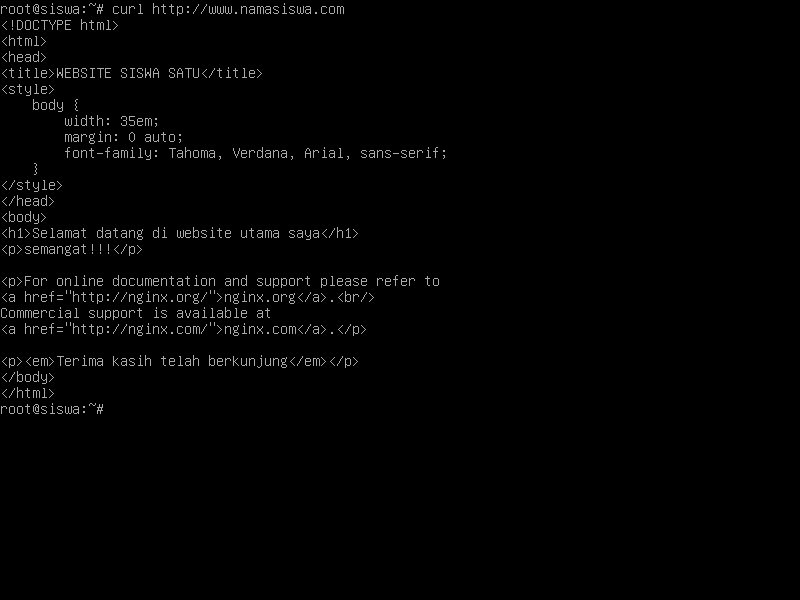 root@siswa:~# curl http://www.namasiswa.com
<!DOCTYPE html>
<html>
<head>
<title>WEBSITE SISWA SATU</title>
<style>
    body {
        width: 35em;
        margin: 0 auto;
        font-family: Tahoma, Verdana, Arial, sans-serif;
    }
</style>
</head>
<body>
<h1>Selamat datang di website utama saya</h1>
<p>semangat!!!</p>

<p>For online documentation and support please refer to
<a href="http://nginx.org/">nginx.org</a>.<br/>
Commercial support is available at
<a href="http://nginx.com/">nginx.com</a>.</p>

<p><em>Terima kasih telah berkunjung</em></p>
</body>
</html>
root@siswa:~#